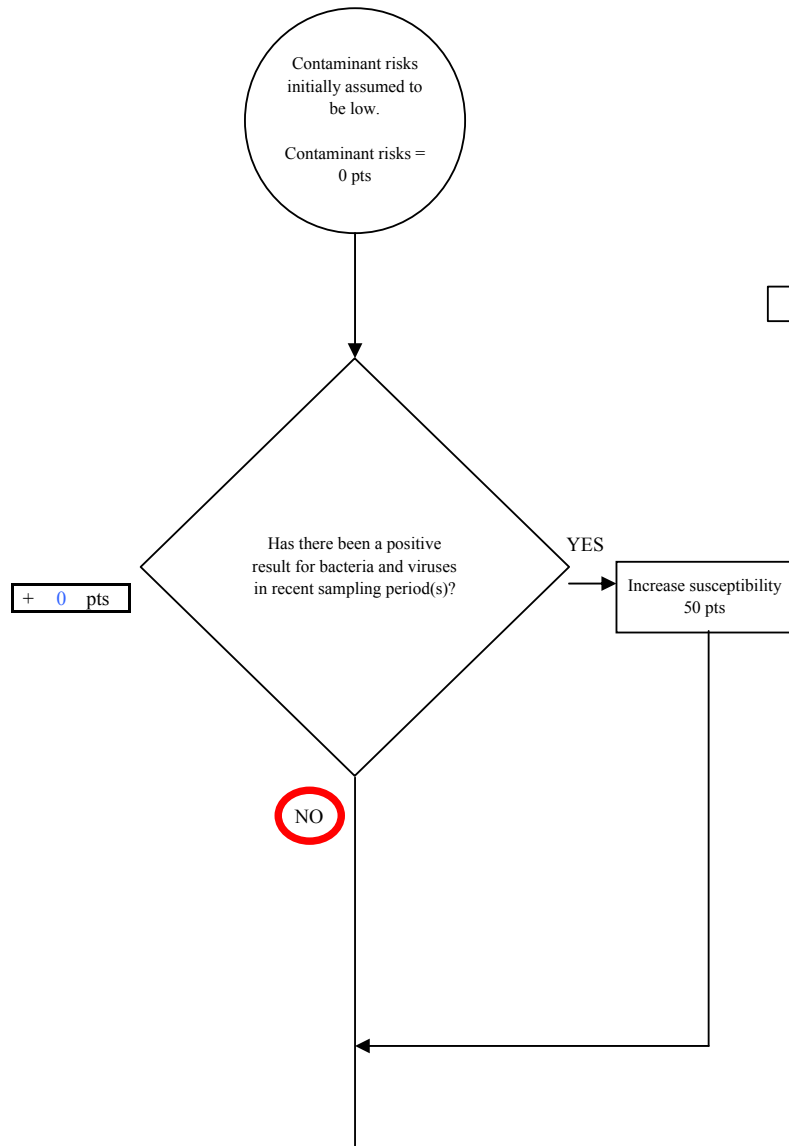 Contaminant risks
initially assumed to
be low.
Contaminant risks =
0 pts
Has there been a positive
result for bacteria and viruses
in recent sampling period(s)?
YES
+ 0 pts
Increase susceptibility
50 pts
NO